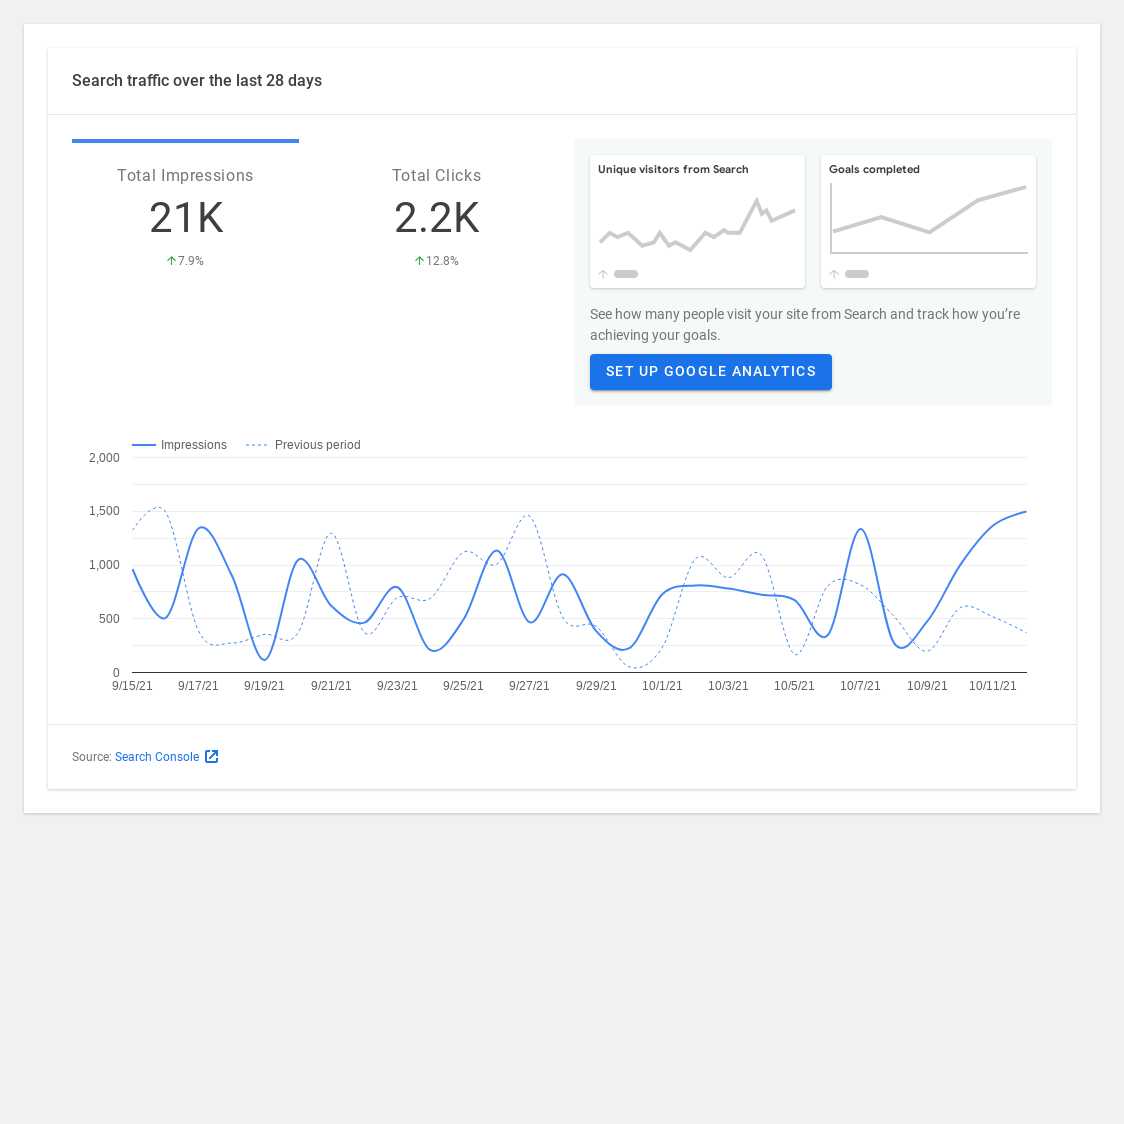 Search traffic over the last 28 days
Total Impressions
21K
7.9%
Total Clicks
2.2K
12.8%
Unique visitors from Search
Goals completed
See how many people visit your site from Search and track how you’re
achieving your goals.
SET UP GOOGLE ANALYTICS
Impressions
Previous period
2,000
1,500
1,000
500
0
9/15/21 9/17/21 9/19/21 9/21/21 9/23/21 9/25/21 9/27/21 9/29/21 10/1/21 10/3/21 10/5/21 10/7/21 10/9/21 10/11/21
Source: Search Console